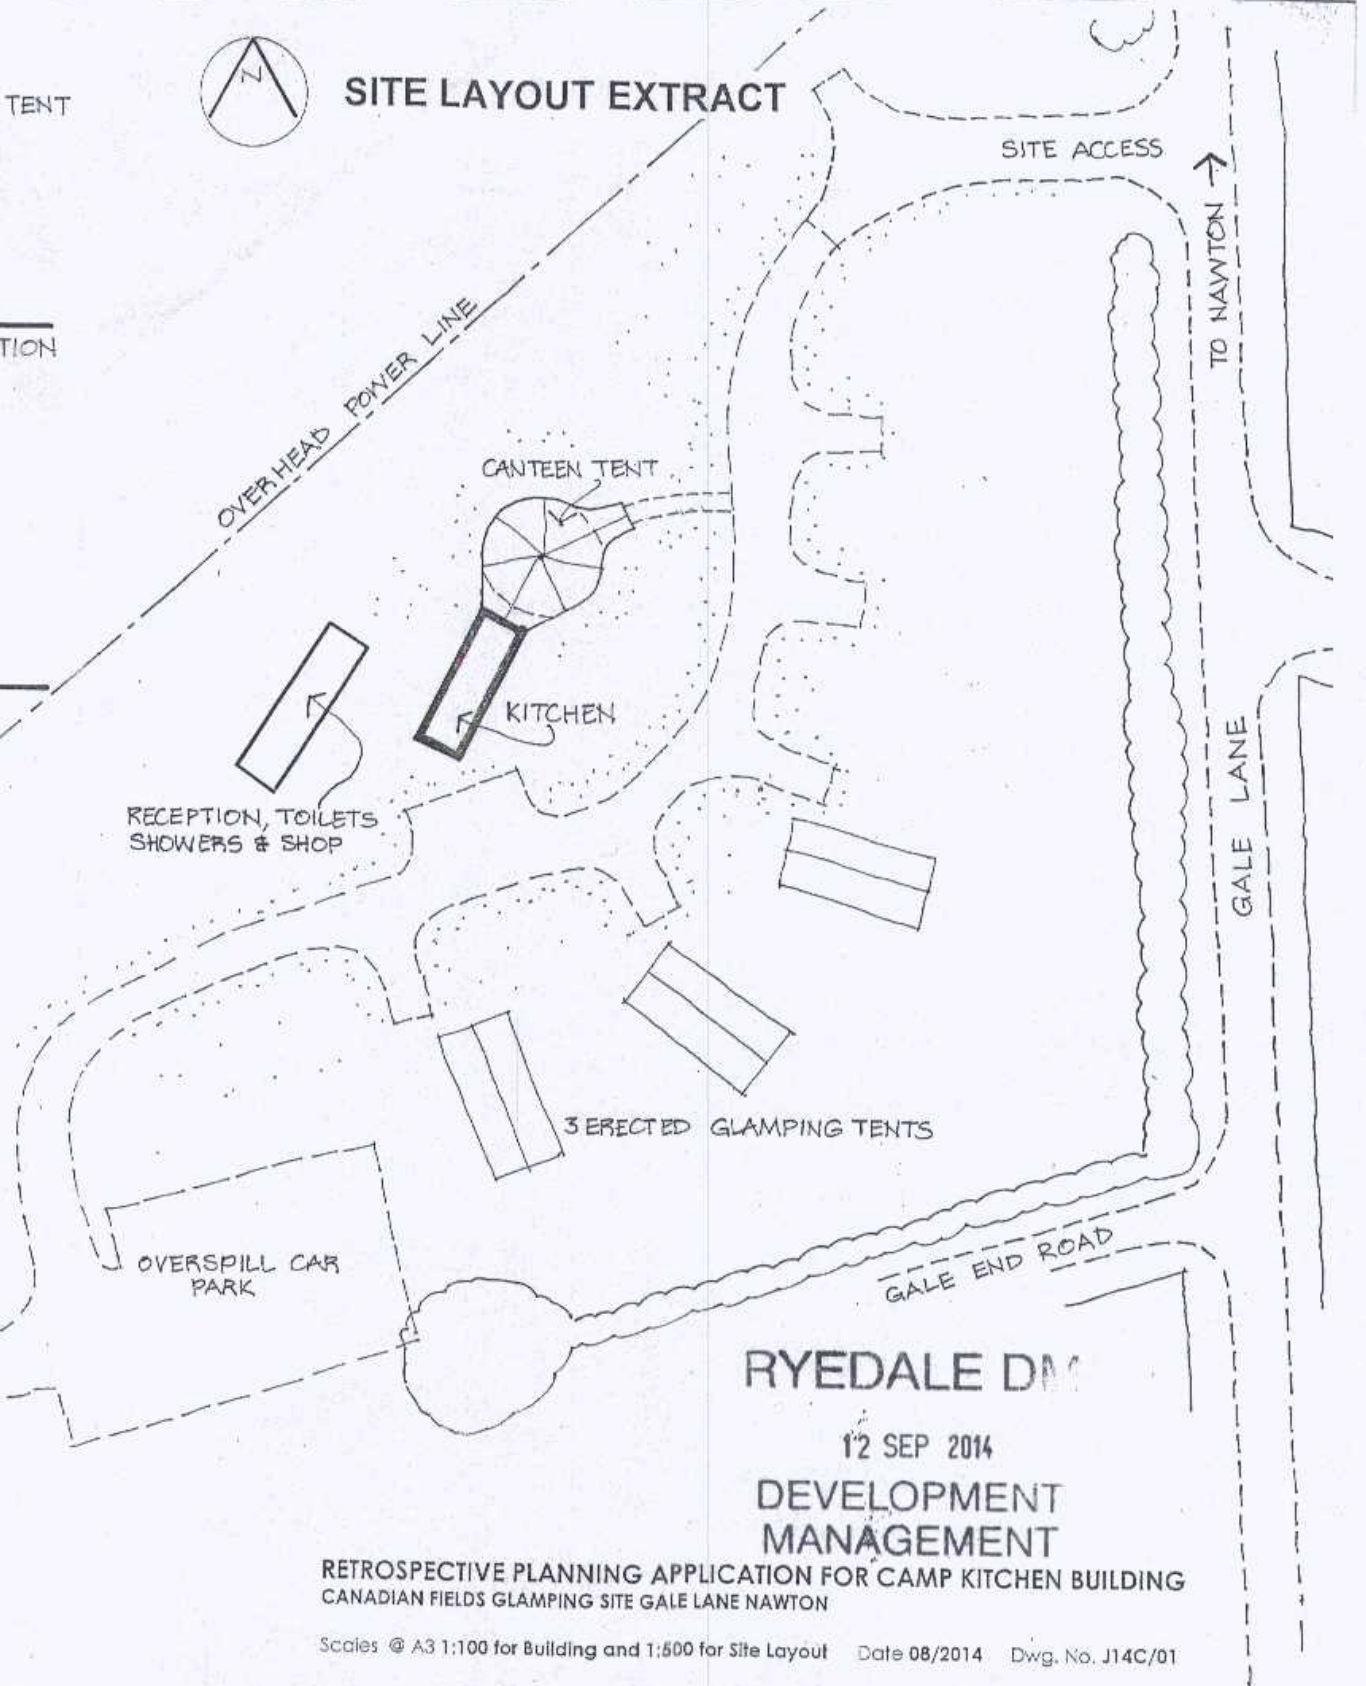 TENT
N
SITE LAYOUT EXTRACT
SITE ACCESS
TO NAWTON
TION
OVERHEAD POWER LINE
CANTEEN TENT
KITCHEN
RECEPTION, TOILETS
SHOWERS & SHOP
GALE LANE
3 ERECTED GLAMPING TENTS
OVERSPILL CAR
PARK
GALE END ROAD
RYEDALE DM
12 SEP 2014
DEVELOPMENT
MANAGEMENT
RETROSPECTIVE PLANNING APPLICATION FOR CAMP KITCHEN BUILDING
CANADIAN FIELDS GLAMPING SITE GALE LANE NAWTON
Scales @ A3 1:100 for Building and 1:500 for Site Layout Date 08/2014 Dwg. No. J14C/01